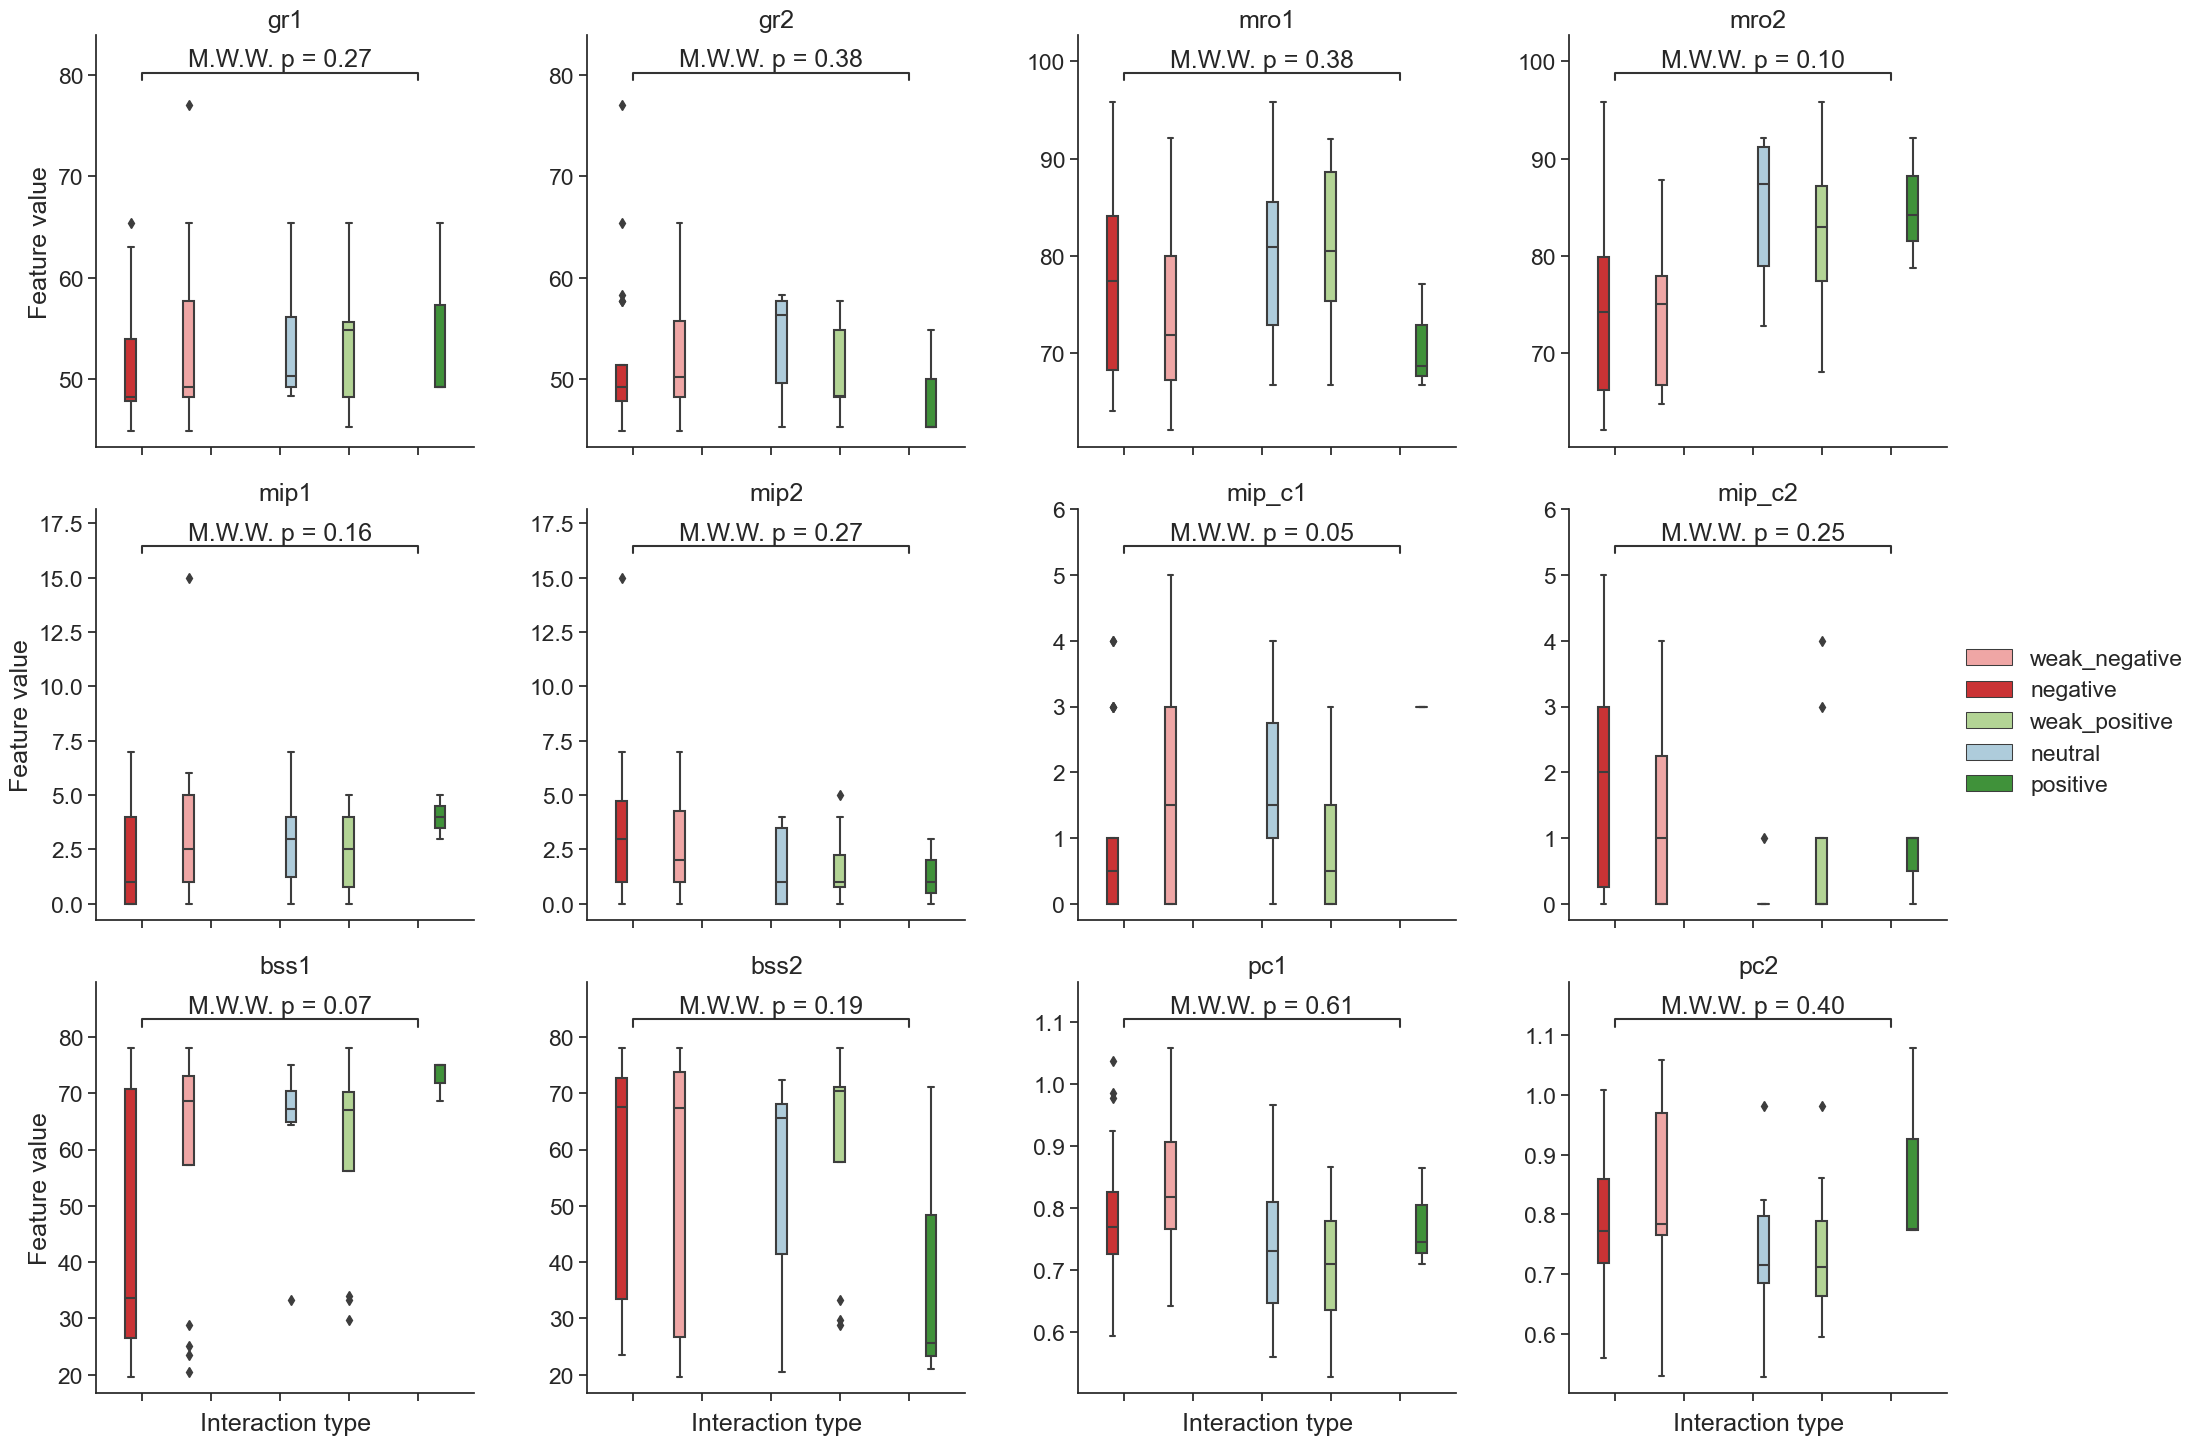 gr1
gr2
mro1
mro2
M.W.W. p = 0.27
M.W.W. p = 0.38
M.W.W. p = 0.38
M.W.W. p = 0.10
80
70
60
50
80
70
60
50
100
90
80
70
100
90
80
70
Feature value
mip1
mip2
mip_c1
mip_c2
M.W.W. p = 0.16
M.W.W. p = 0.27
M.W.W. p = 0.05
M.W.W. p = 0.25
17.5
15.0
12.5
10.0
7.5
5.0
2.5
0.0
17.5
15.0
12.5
10.0
7.5
5.0
2.5
0.0
6
5
4
3
2
1
0
6
5
4
3
2
1
0
Feature value
weak_negative
negative
weak_positive
neutral
positive
bss1
bss2
pc1
pc2
M.W.W. p = 0.07
M.W.W. p = 0.19
M.W.W. p = 0.61
M.W.W. p = 0.40
80
70
60
50
40
30
20
80
70
60
50
40
30
20
1.1
1.0
0.9
0.8
0.7
0.6
1.1
1.0
0.9
0.8
0.7
0.6
Feature value
Interaction type
Interaction type
Interaction type
Interaction type